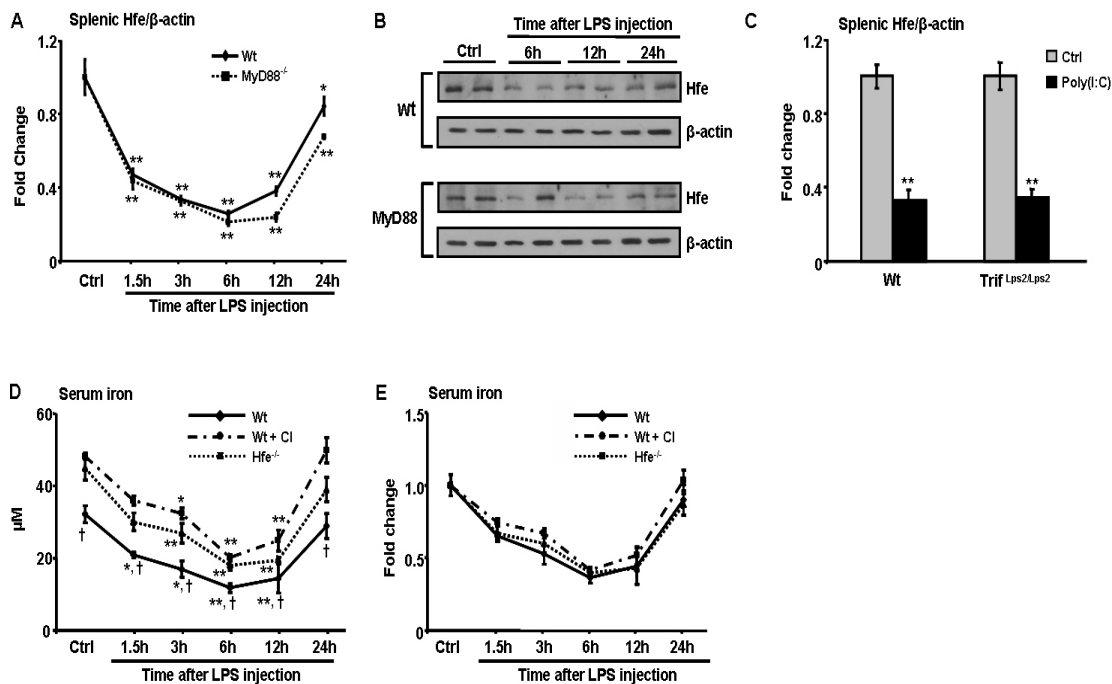 A
Splenic Hfe/β-actin
1.2
0.8
0.4
0
Fold Change
Wt
MyD88-/-
**
**
**
**
**
**
**
**
*
**
Ctrl
1.5h
3h
6h
12h
24h
Time after LPS injection
B
Time after LPS injection
Ctrl
6h
12h
24h
Wt
Hfe
β-actin
MyD88
Hfe
β-actin
C
Splenic Hfe/β-actin
1.2
0.8
0.4
0
Fold change
Ctrl
Poly(I:C)
**
**
Wt
Trif Lps2/Lps2
D
Serum iron
60
40
20
0
µM
Wt
Wt + CI
Hfe-/-
†
*, †
*
**
*, †
**
**
**, †
**
**
**, †
†
Ctrl
1.5h
3h
6h
12h
24h
Time after LPS injection
E
Serum iron
1.5
1.0
0.5
0
Fold change
Wt
Wt + CI
Hfe-/-
Ctrl
1.5h
3h
6h
12h
24h
Time after LPS injection